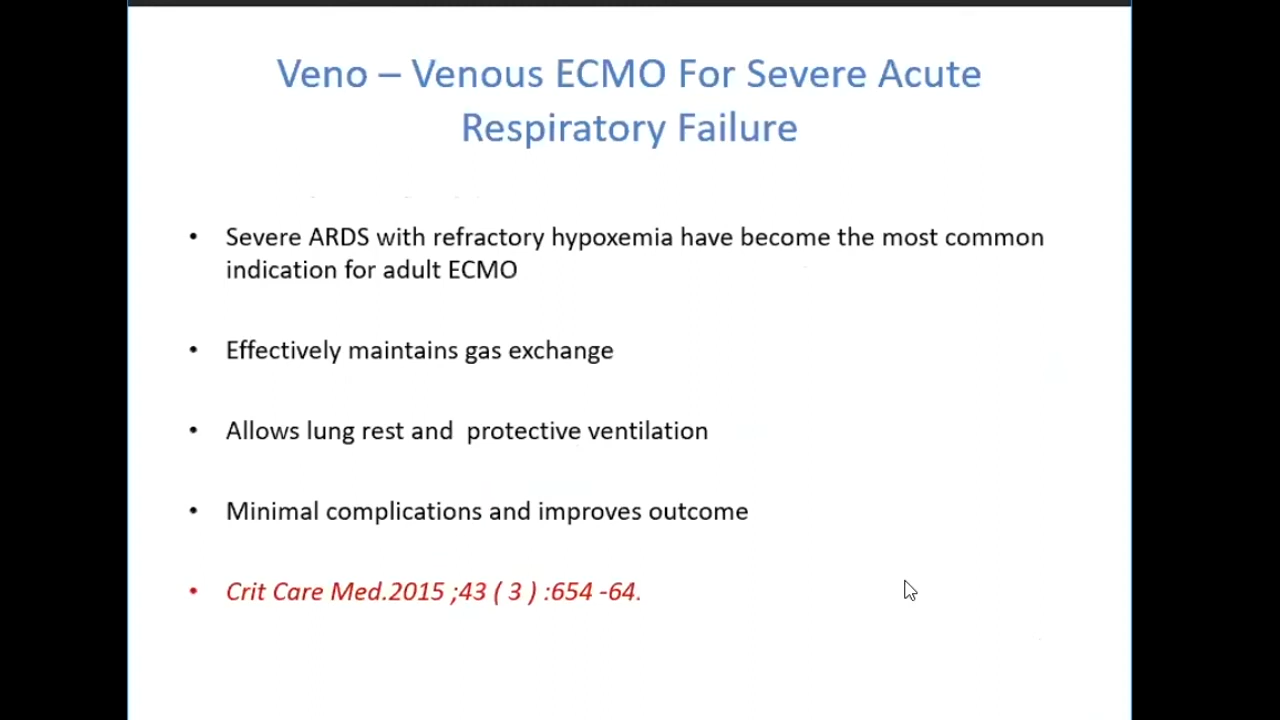 Veno – Venous ECMO For Severe Acute
Respiratory Failure
• Severe ARDS with refractory hypoxemia have become the most common
indication for adult ECMO
• Effectively maintains gas exchange
• Allows lung rest and  protective ventilation
• Minimal complications and improves outcome
• Crit Care Med.2015 ;43 ( 3 ) :654 -64.